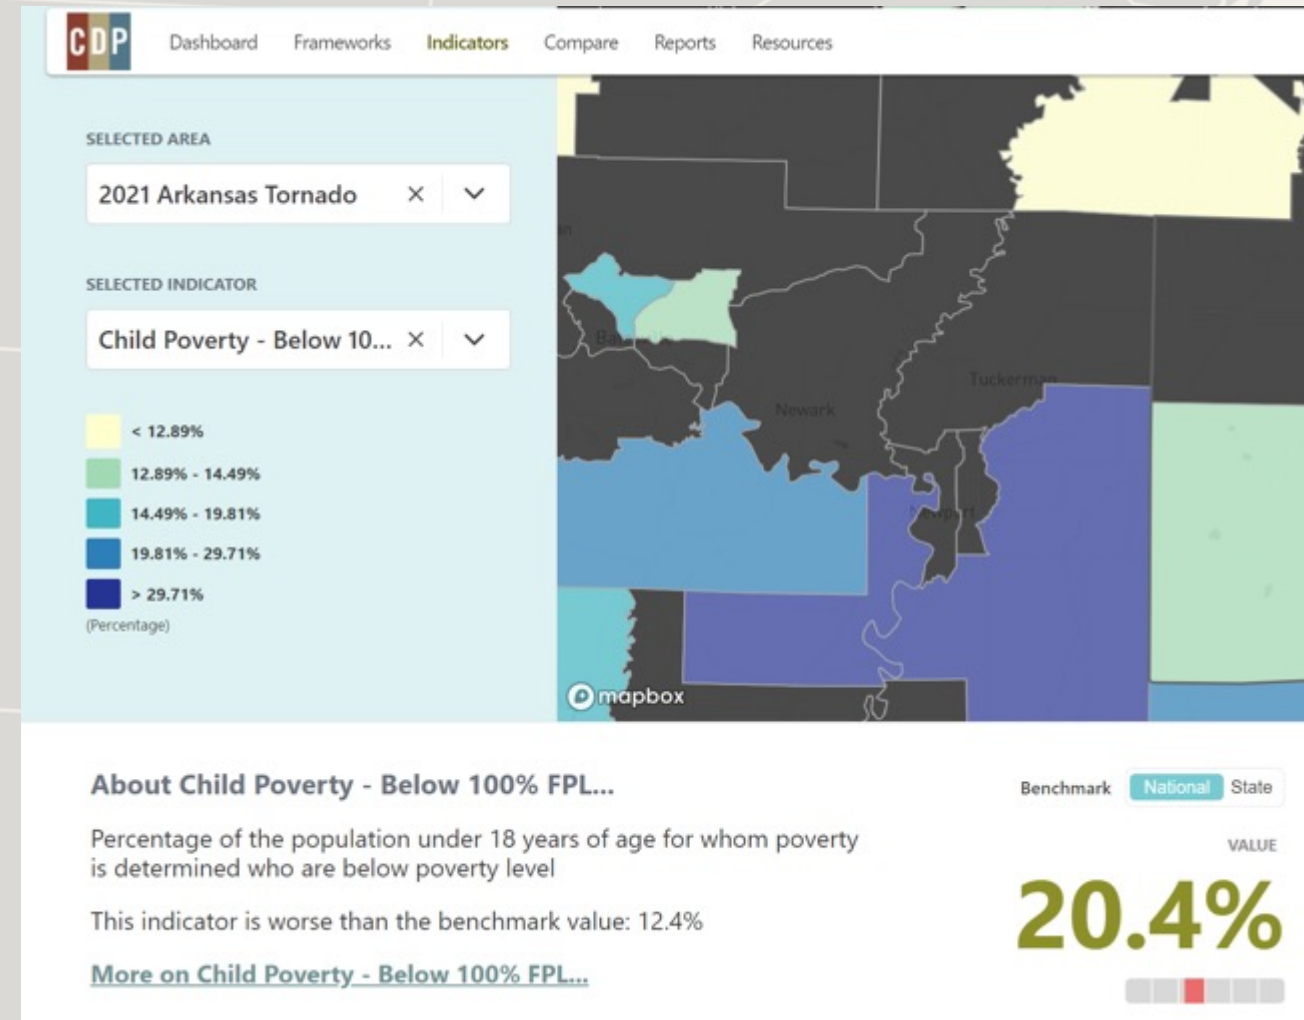 CDP Dashboard Frameworks Indicators Compare Reports Resources
SELECTED AREA
2021 Arkansas Tornado
SELECTED INDICATOR
Child Poverty - Below 10...
< 12.89%
12.89% - 14.49%
14.49% - 19.81%
19.81% - 29.71%
> 29.71%
(Percentage)
Tuckerman
Newark
Newport
mapbox
About Child Poverty - Below 100% FPL...
Percentage of the population under 18 years of age for whom poverty
is determined who are below poverty level
This indicator is worse than the benchmark value: 12.4%
More on Child Poverty - Below 100% FPL...
Benchmark National State
VALUE
20.4%